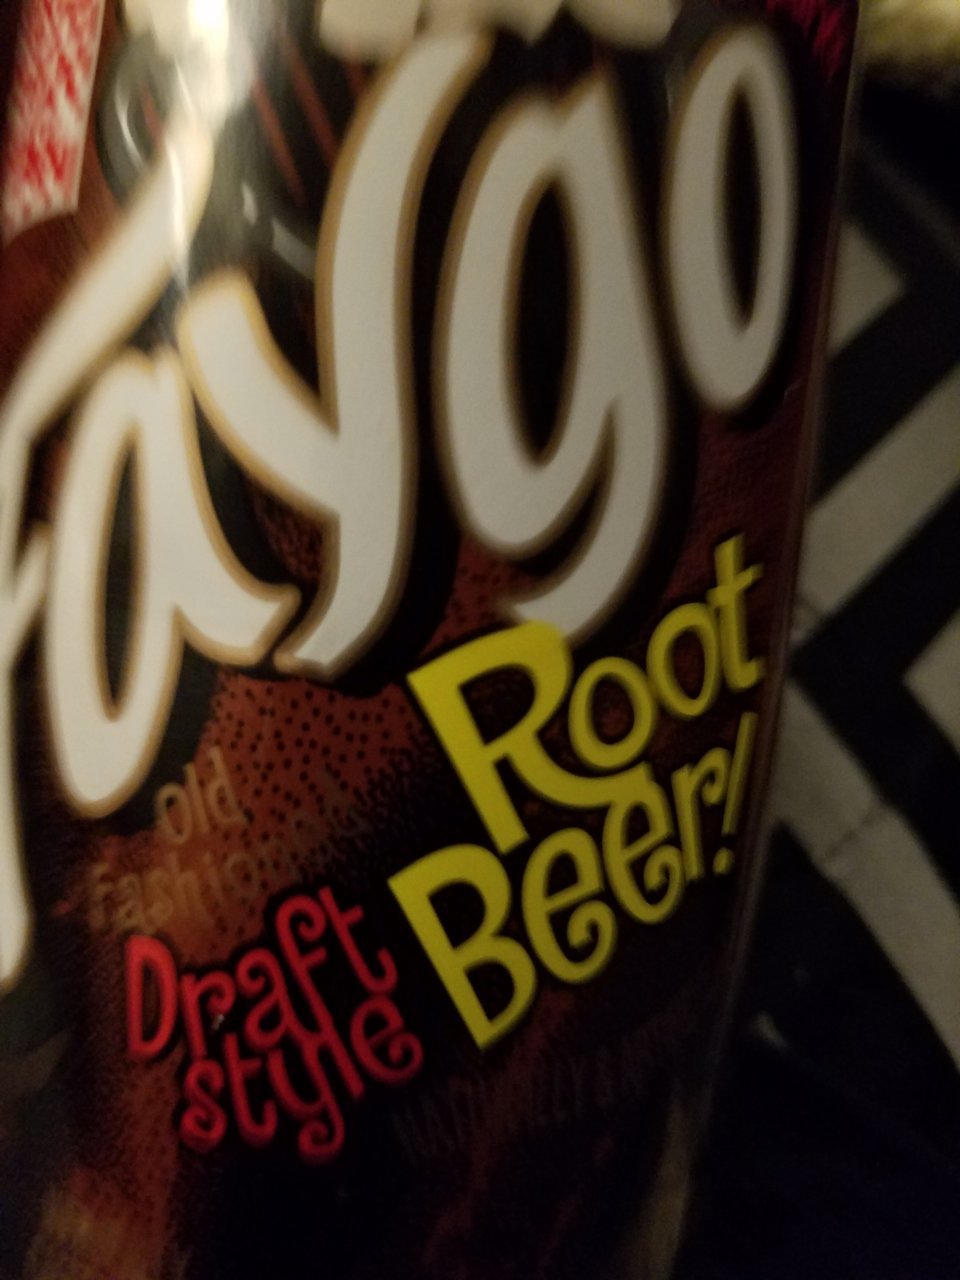 Faygo
Root
Beer!
Old
Fashioned
Draft
style